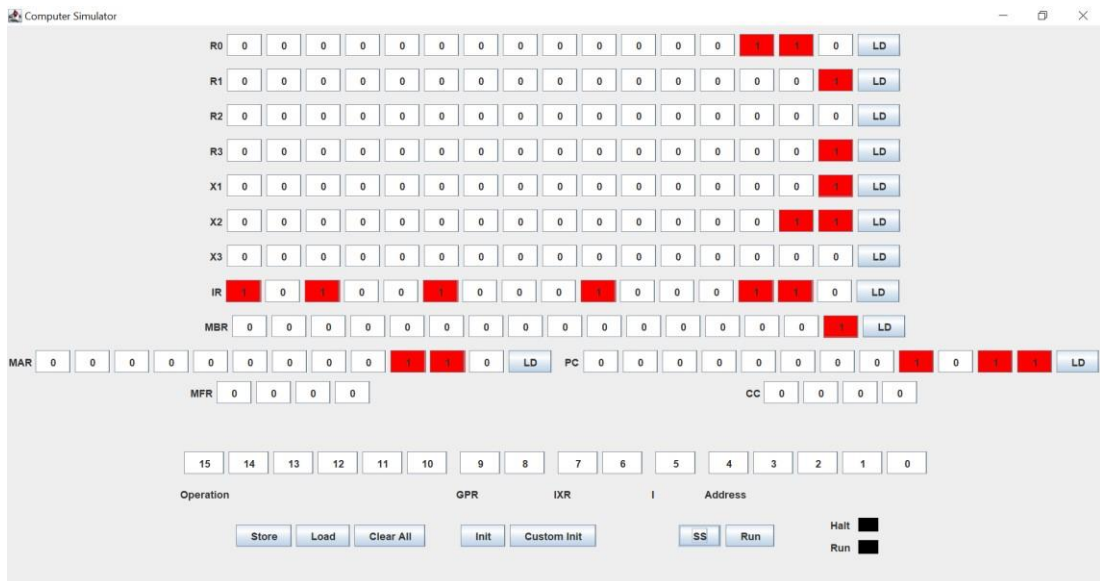 Computer Simulator
R0 0 0 0 0 0 0 0 0 0 0 0 0 0 1 1 0 LD
R1 0 0 0 0 0 0 0 0 0 0 0 0 0 0 0 1 LD
R2 0 0 0 0 0 0 0 0 0 0 0 0 0 0 0 0 LD
R3 0 0 0 0 0 0 0 0 0 0 0 0 0 0 0 1 LD
X1 0 0 0 0 0 0 0 0 0 0 0 0 0 0 0 1 LD
X2 0 0 0 0 0 0 0 0 0 0 0 0 0 0 1 1 LD
X3 0 0 0 0 0 0 0 0 0 0 0 0 0 0 0 0 LD
IR 1 0 1 0 0 1 0 0 0 1 0 0 0 1 1 0 LD
MBR 0 0 0 0 0 0 0 0 0 0 0 0 0 0 0 1 LD
MAR 0 0 0 0 0 0 0 0 0 1 1 0 LD PC 0 0 0 0 0 0 0 0 1 0 1 1 LD
MFR 0 0 0 0 CC 0 0 0 0
15 14 13 12 11 10 9 8 7 6 5 4 3 2 1 0
Operation GPR IXR I Address
Store Load Clear All Init Custom Init SS Run Halt
Run